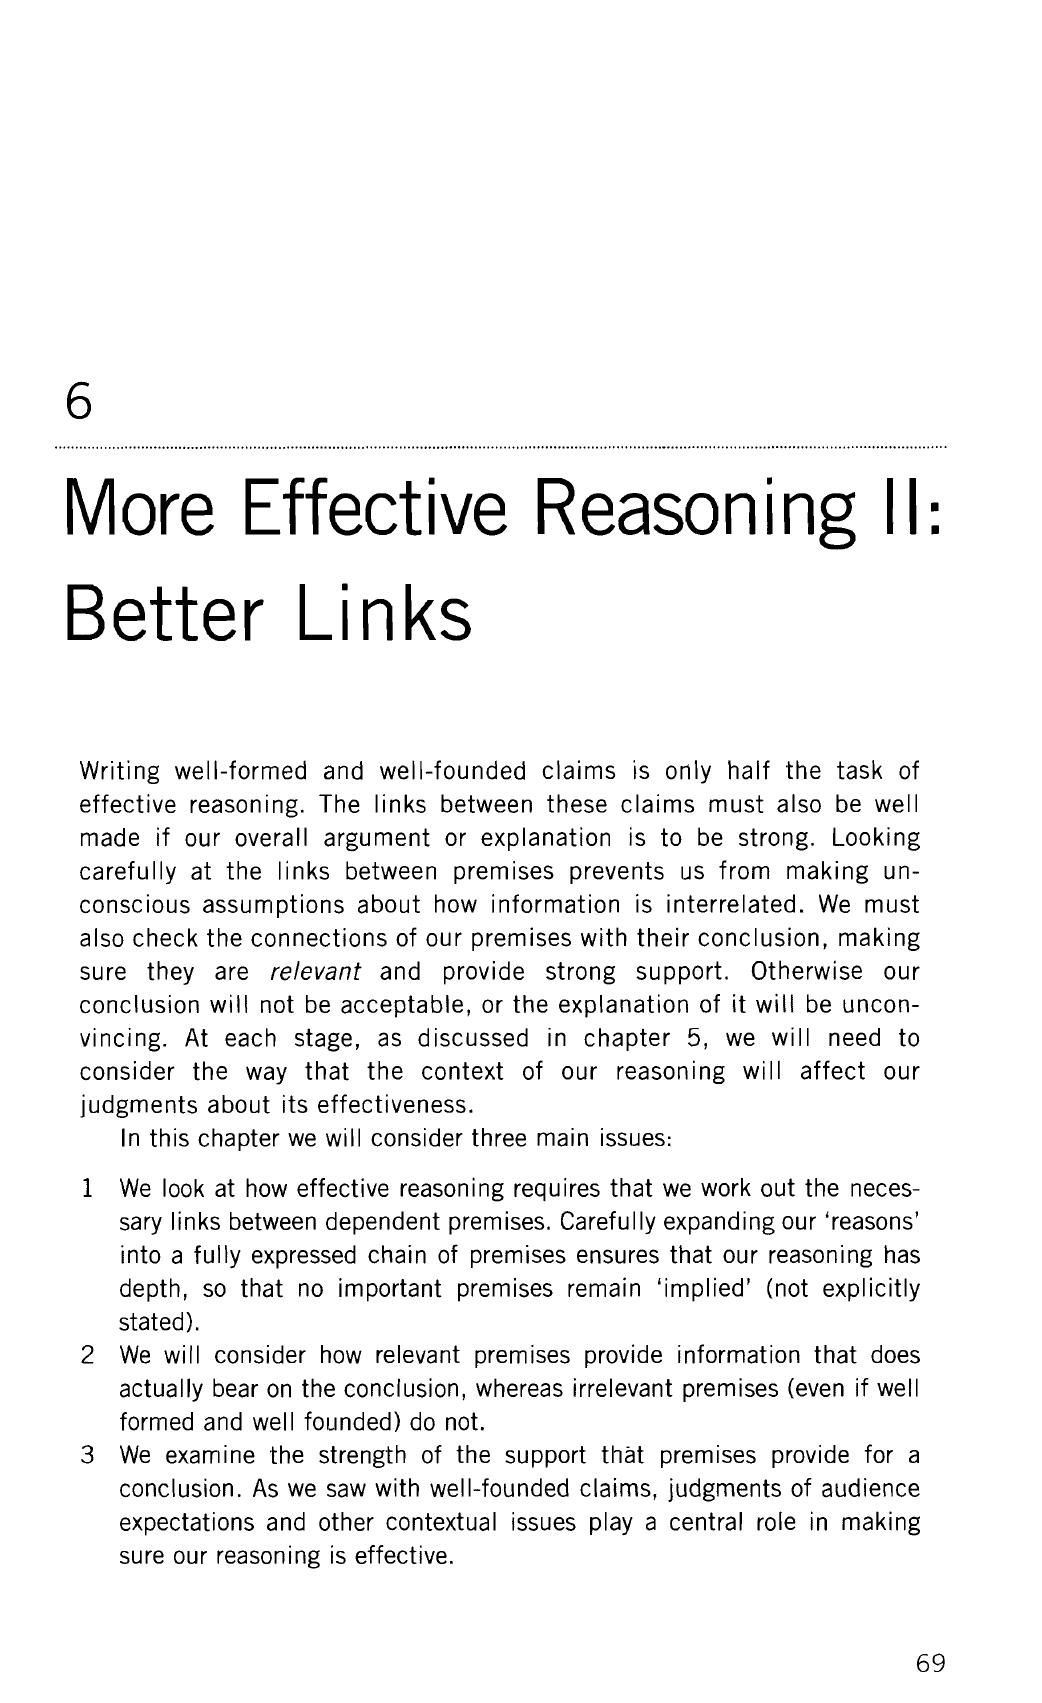 6
More Effective Reasoning II:
Better Links
Writing well-formed and well-founded claims is only half the task of
effective reasoning. The links between these claims must also be well
made if our overall argument or explanation is to be strong. Looking
carefully at the links between premises prevents us from making un-
conscious assumptions about how information is interrelated. We must
also check the connections of our premises with their conclusion, making
sure they are relevant and provide strong support. Otherwise our
conclusion will not be acceptable, or the explanation of it will be uncon-
vincing. At each stage, as discussed in chapter 5, we will need to
consider the way that the context of our reasoning will affect our
judgments about its effectiveness.
In this chapter we will consider three main issues:
1 We look at how effective reasoning requires that we work out the neces-
sary links between dependent premises. Carefully expanding our ‘reasons’
into a fully expressed chain of premises ensures that our reasoning has
depth, so that no important premises remain ‘implied’ (not explicitly
stated).
2 We will consider how relevant premises provide information that does
actually bear on the conclusion, whereas irrelevant premises (even if well
formed and well founded) do not.
3 We examine the strength of the support that premises provide for a
conclusion. As we saw with well-founded claims, judgments of audience
expectations and other contextual issues play a central role in making
sure our reasoning is effective.
69